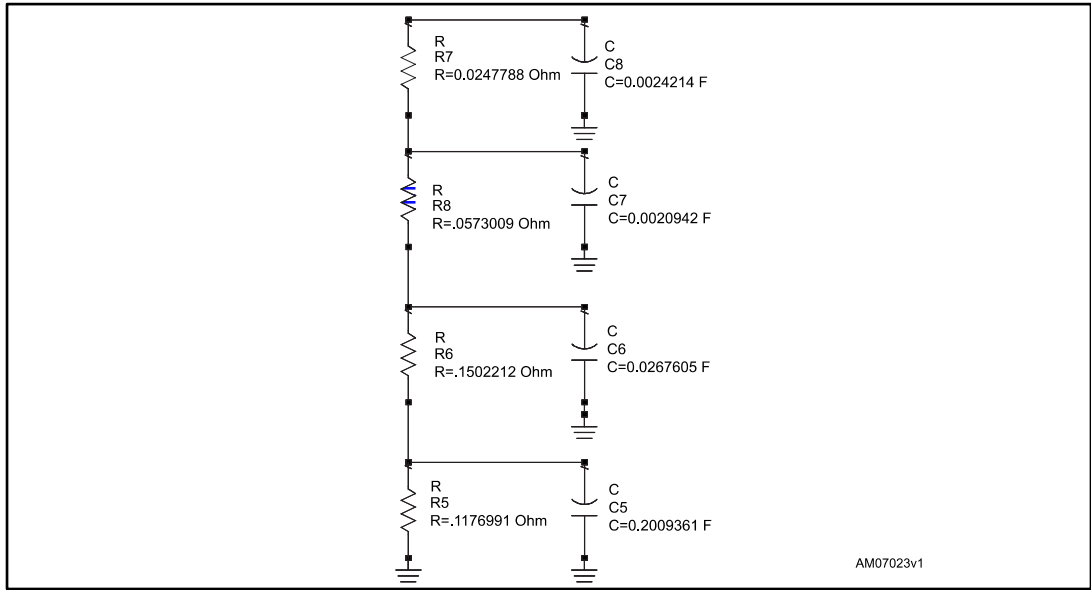 R
R7
R=0.0247788 Ohm
C
C8
C=0.0024214 F
R
R8
R=.0573009 Ohm
C
C7
C=0.0020942 F
R
R6
R=.1502212 Ohm
C
C6
C=0.0267605 F
R
R5
R=.1176991 Ohm
C
C5
C=0.2009361 F
AM07023v1